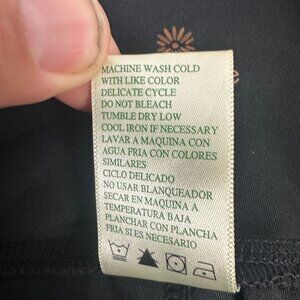 MACHINE WASH COLD
WITH LIKE COLOR
DELICATE CYCLE
DO NOT BLEACH
TUMBLE DRY LOW
COOL IRON IF NECESSARY
LAVAR A MAQUINA CON
AGUA FRIA CON COLORES
SIMILARES
CICLO DELICADO
NO USAR BLANQUEADOR
SECAR EN MAQUINA A
TEMPERATURA BAJA
PLANCHAR CON PLANCHA
FRIA SI ES NECESARIO